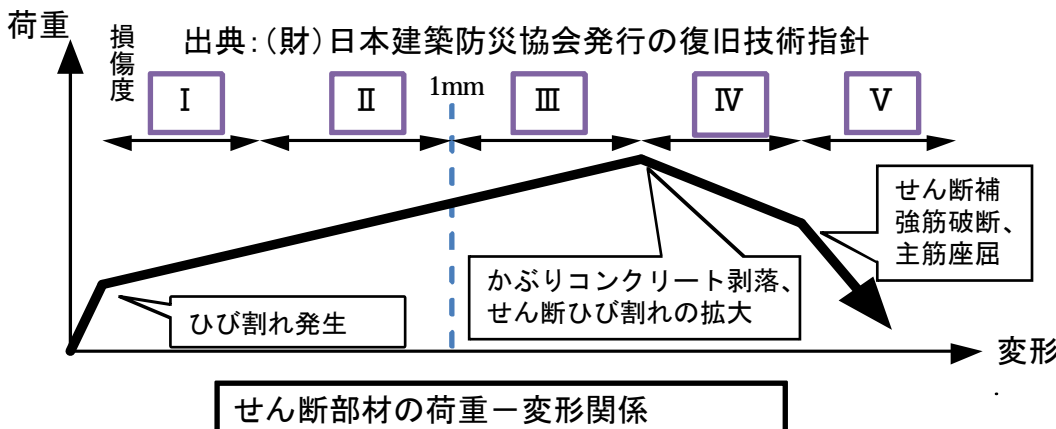 荷重
損傷度
出典:(財)日本建築防災協会発行の復旧技術指針
Ⅰ
Ⅱ
1mm
Ⅲ
Ⅳ
Ⅴ
せん断補
強筋破断、
主筋座屈
かぶりコンクリート剥落、
せん断ひび割れの拡大
ひび割れ発生
変形
.
せん断部材の荷重－変形関係